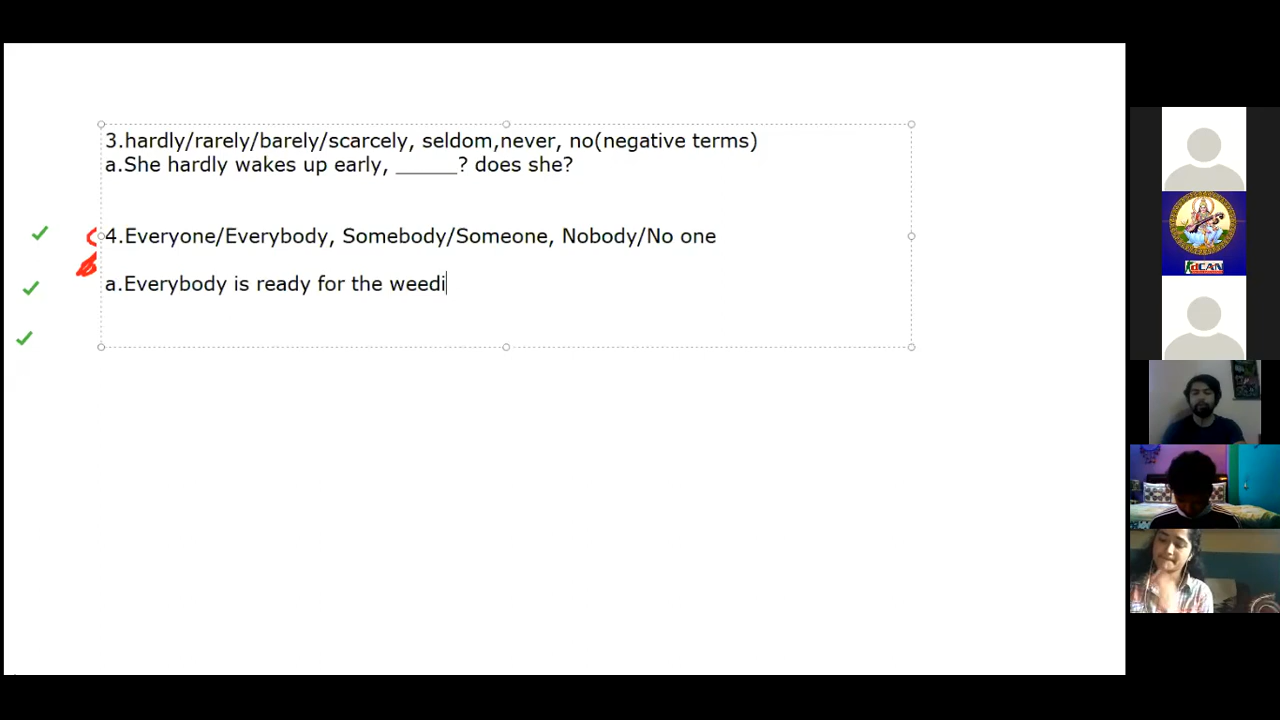 3.hardly/rarely/barely/scarcely, seldom,never, no(negative terms)
a.She hardly wakes up early, ______? does she?
4.Everyone/Everybody, Somebody/Someone, Nobody/No one
a.Everybody is ready for the weedi